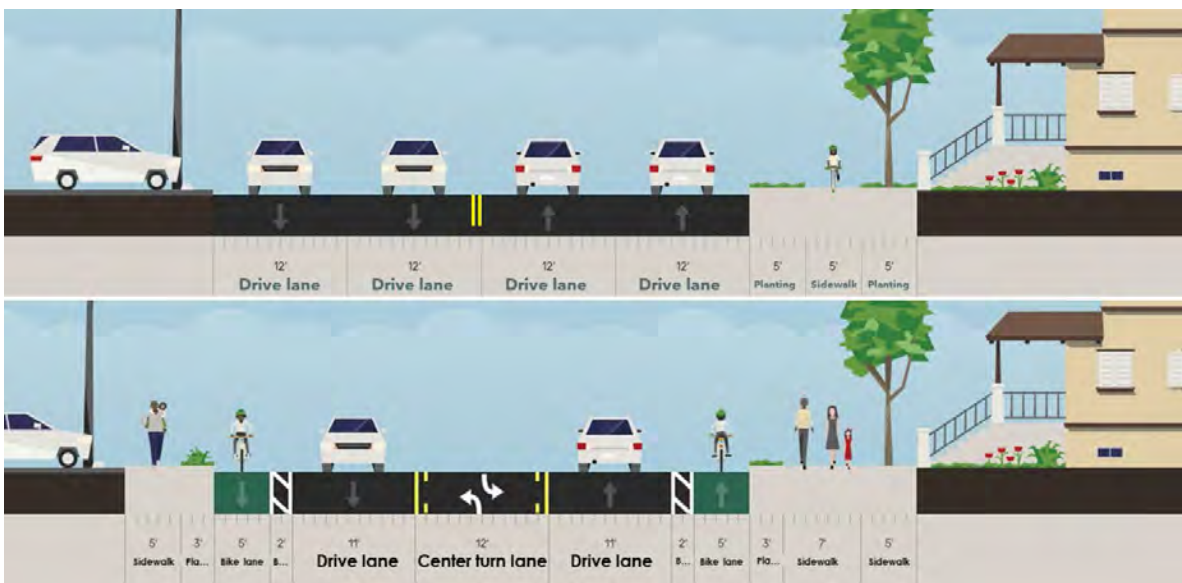 12' 12' 12' 12' 5' 5' 5'
Drive lane Drive lane Drive lane Drive lane Planting Sidewalk Planting
5' 3' 5' 2' 11' 12' 11' 2' 5' 3' 7' 5'
Sidewalk Pla... Bike lane B... Drive lane Center turn lane Drive lane B... Bike lane Pla... Sidewalk Sidewalk